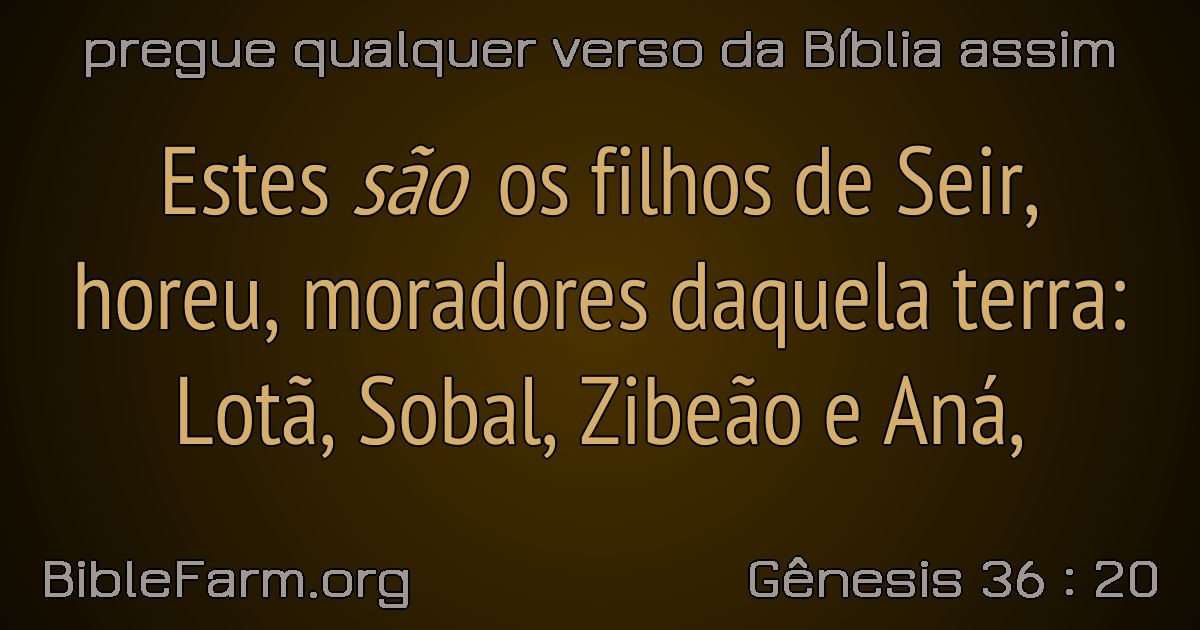 pregue qualquer verso da Bíblia assim
Estes são os filhos de Seir,
horeu, moradores daquela terra:
Lotã, Sobal, Zibeão e Aná,
BibleFarm.org
Gênesis 36 : 20